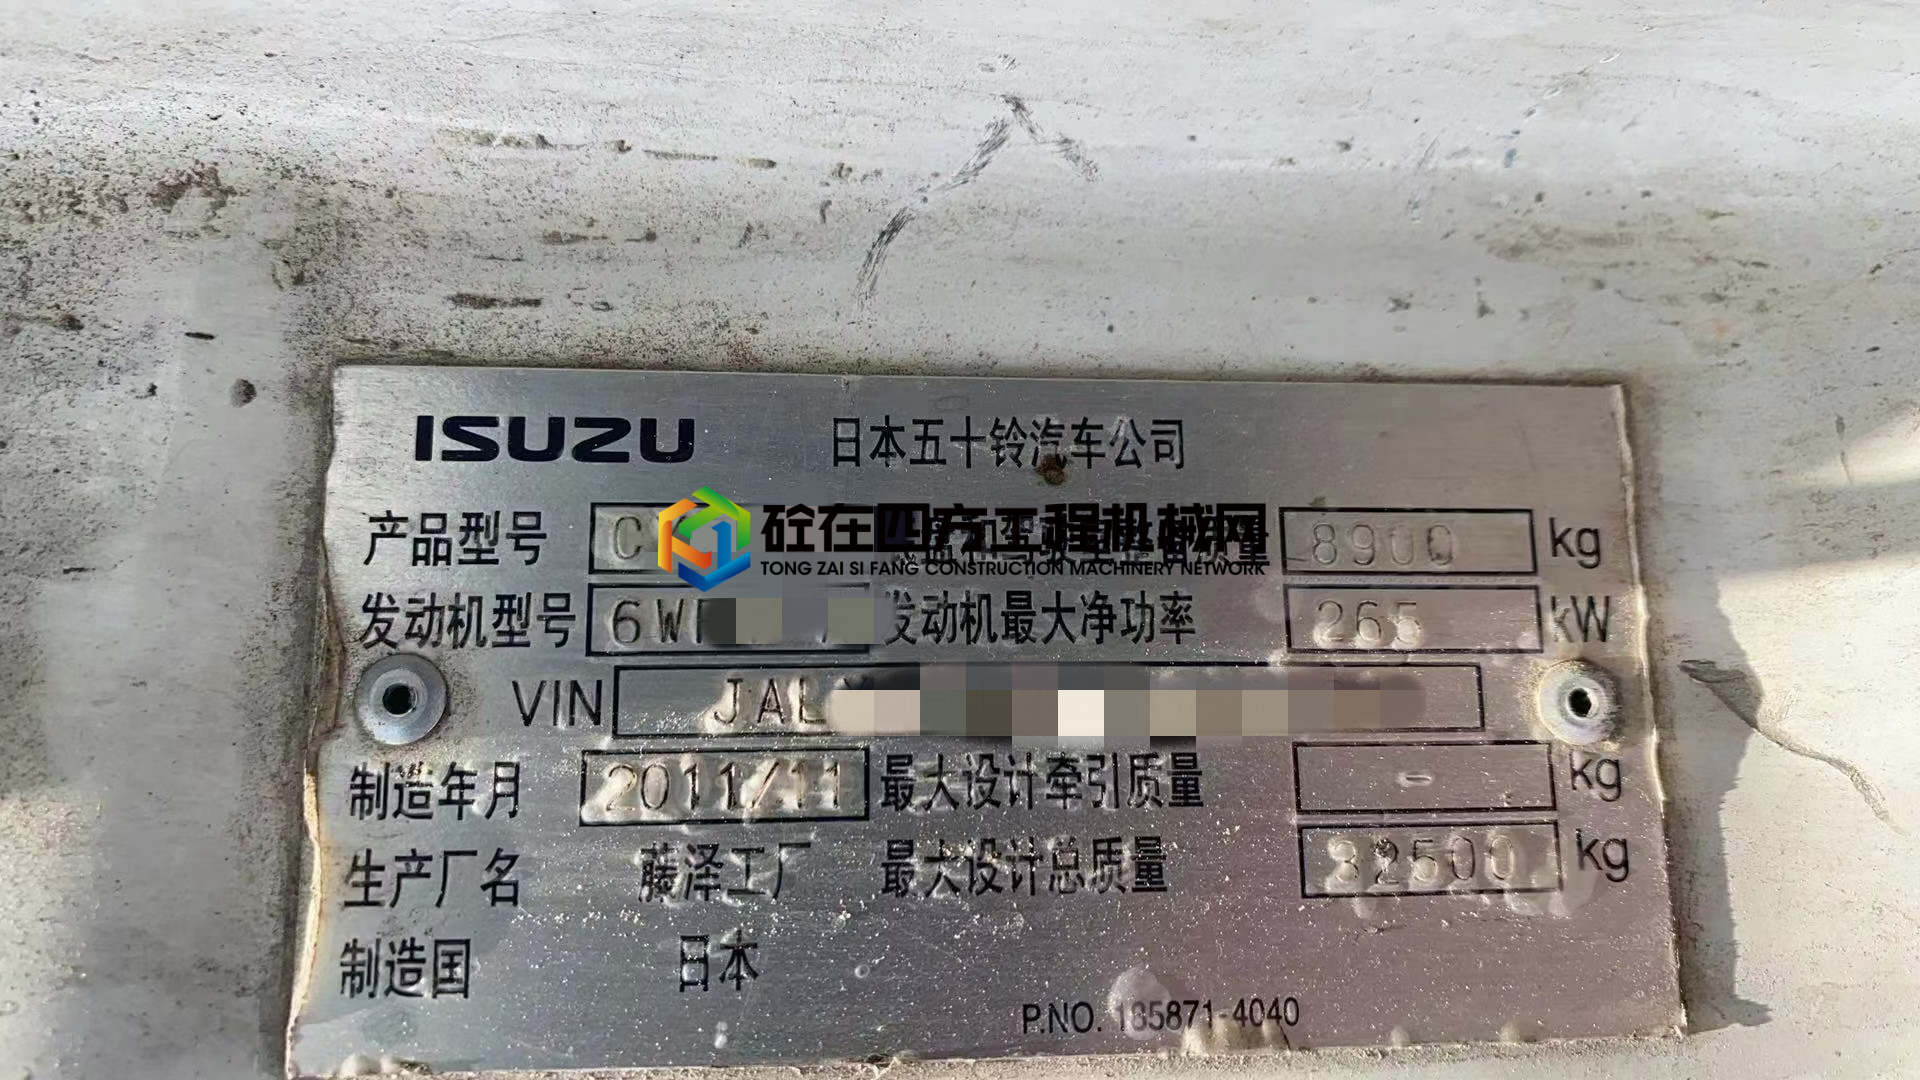 ISUZU 日本五十铃汽车公司
产品型号 C 量 8900 kg
砼在四方工程机械网
TONG ZAI SI FANG CONSTRUCTION MACHINERY NETWORK
发动机型号 6W 发动机最大净功率 265 kW
VIN JAL
制造年月 2011/11 最大设计牵引质量 - kg
生产厂名 藤泽工厂 最大设计总质量 32500 kg
制造国 日本
P.NO. 185871-4040